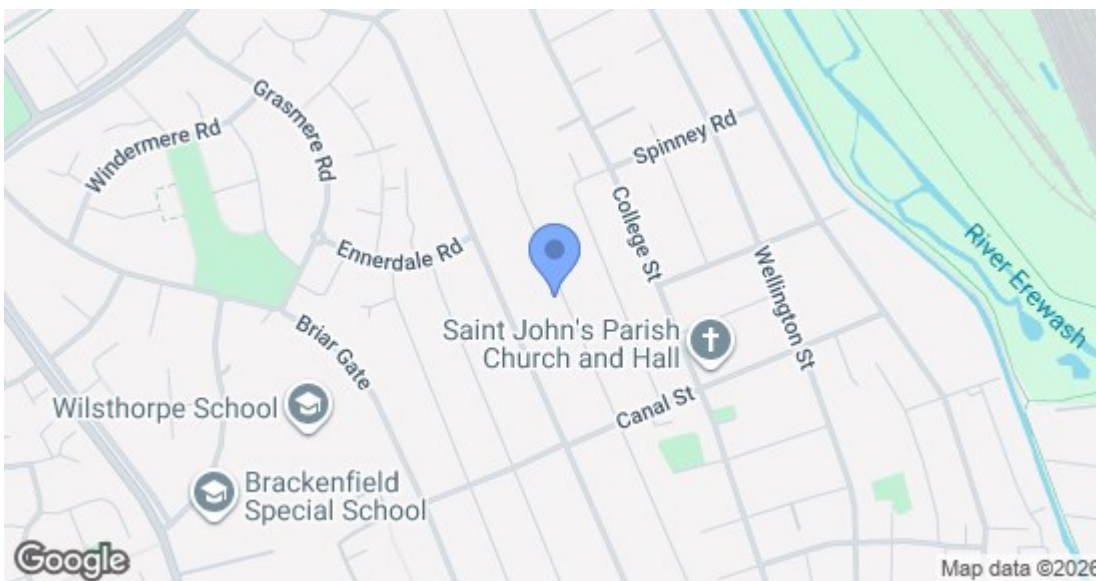 Grasmere Rd
Windermere Rd
Spinney Rd
College St
Ennerdale Rd
Wellington St
River Erewash
Saint John's Parish
Church and Hall
Briar Gate
Wilsthorpe School
Canal St
Brackenfield
Special School
Google
Map data ©2026